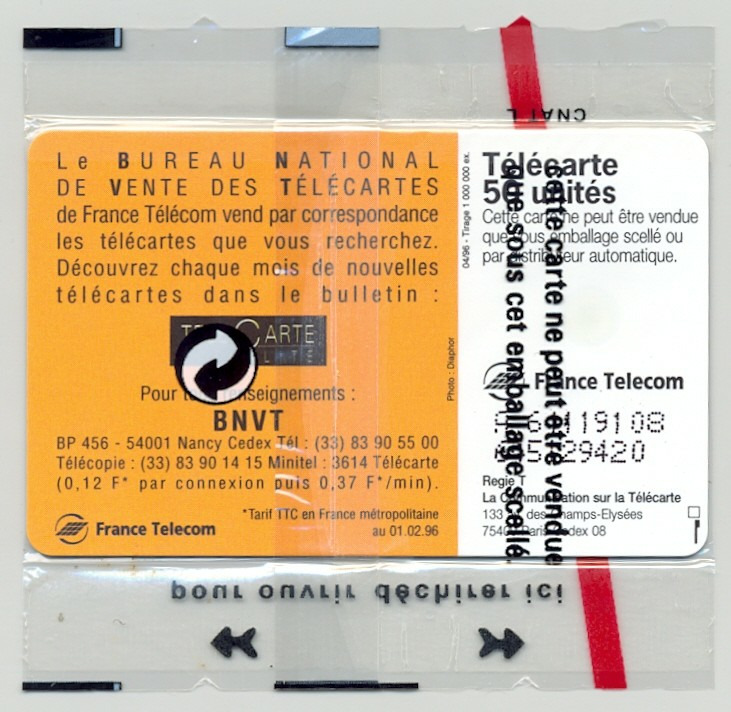 CNAT L
Le BUREAU NATIONAL
DE VENTE DES TÉLÉCARTES
de France Télécom vend par correspondance
les télécartes que vous recherchez.
Découvrez chaque mois de nouvelles
télécartes dans le bulletin :
CARTE
Pour renseignements :
BNVT
BP 456 - 54001 Nancy Cedex Tél : (33) 83 90 55 00
Télécopie : (33) 83 90 14 15 Minitel : 3614 Télécarte
(0,12 F* par connexion puis 0,37 F*/min).
*Tarif TTC en France métropolitaine
au 01.02.96
France Telecom
04/96 - Tirage 1 000 000 ex.
Photo : Diaphor
Télécarte
50 unités
Cette carte ne peut être vendue
que sous emballage scellé ou
par distributeur automatique.
France Telecom
Regie T
La Communication sur la Télécarte
133 des Champs-Elysées
Paris Cedex 08
cette carte ne peut être vendue
que sous cet emballage scellé.
pour ouvrir déchirer ici